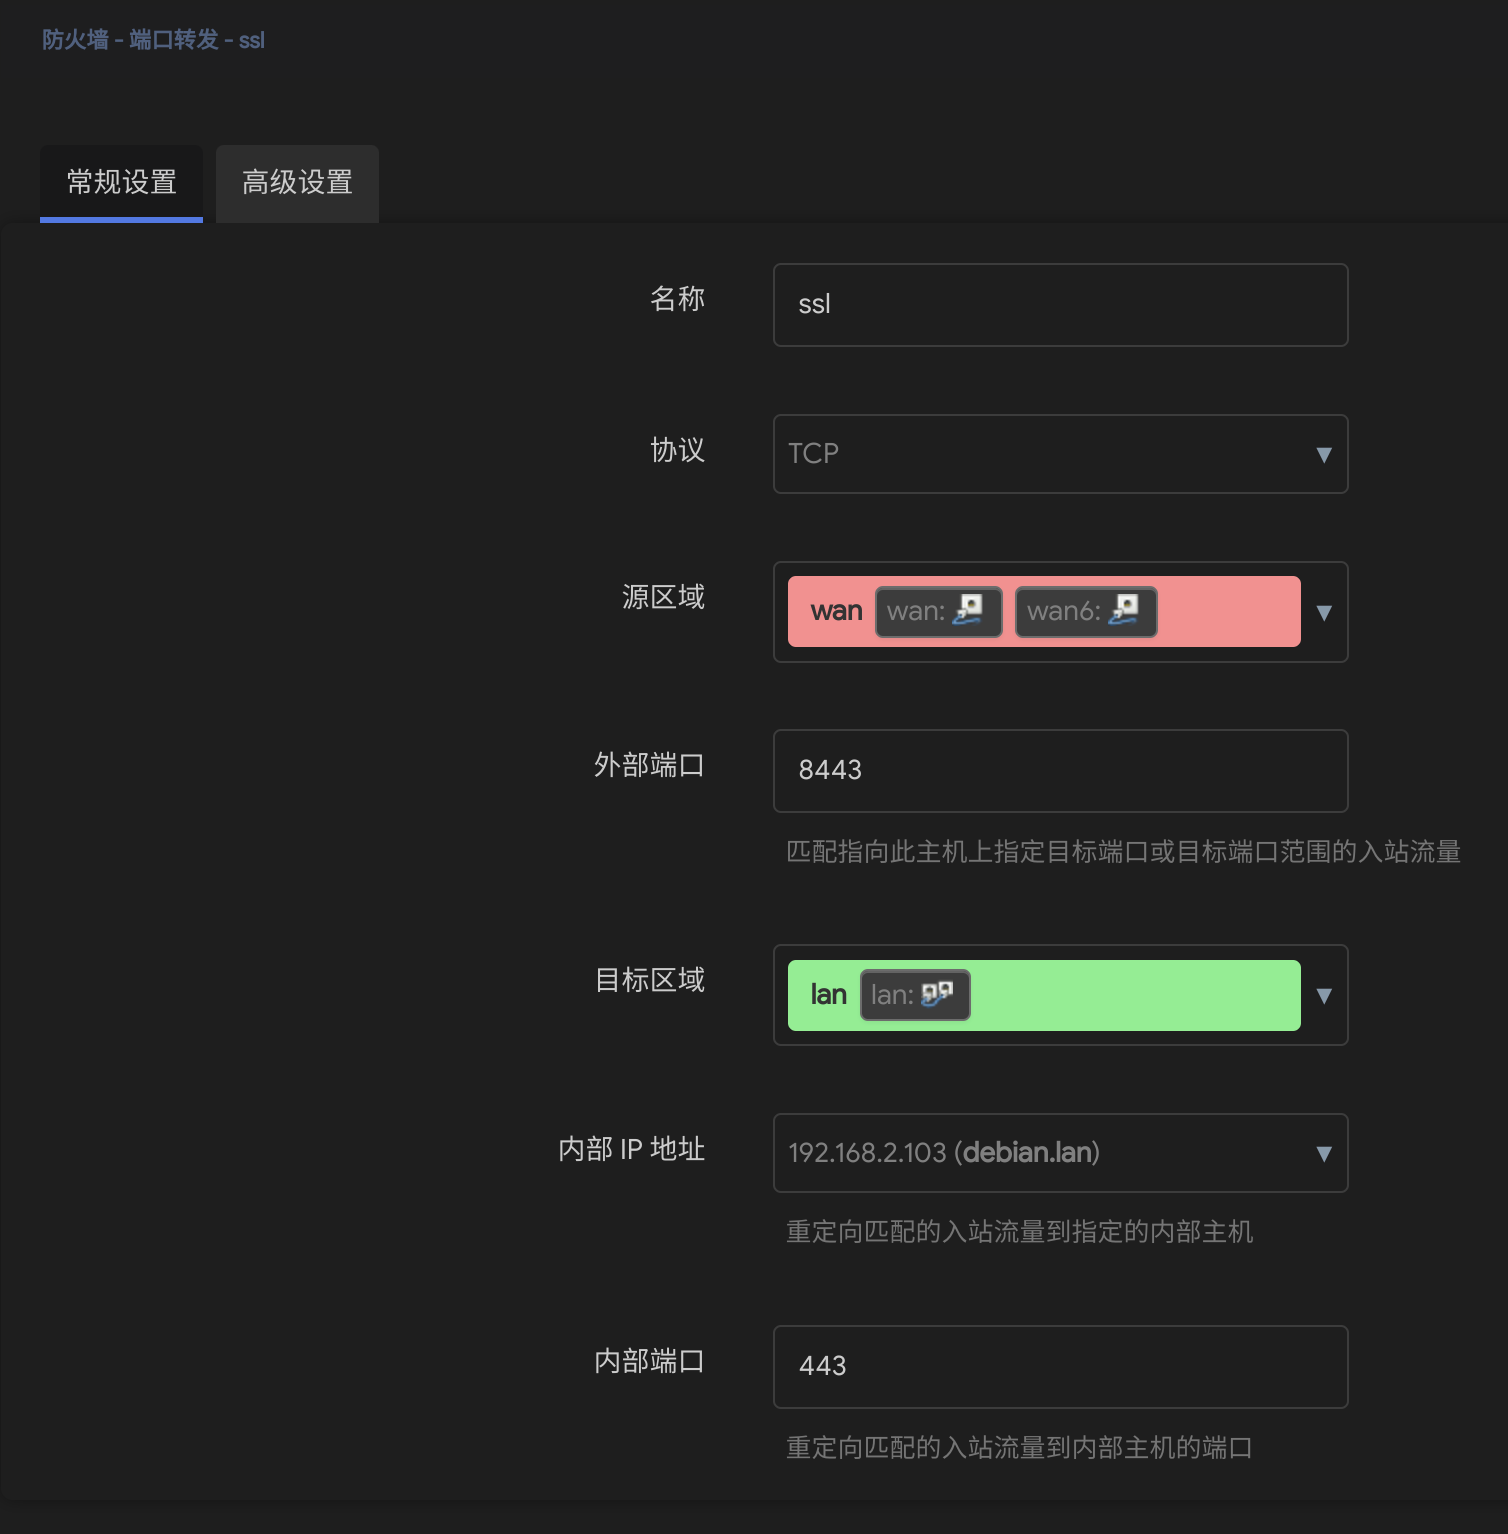 防火墙 - 端口转发 - ssl
常规设置 高级设置
名称 ssl
协议 TCP
源区域 wan wan: wan6:
外部端口 8443
匹配指向此主机上指定目标端口或目标端口范围的入站流量
目标区域 lan lan:
内部 IP 地址 192.168.2.103 (debian.lan)
重定向匹配的入站流量到指定的内部主机
内部端口 443
重定向匹配的入站流量到内部主机的端口